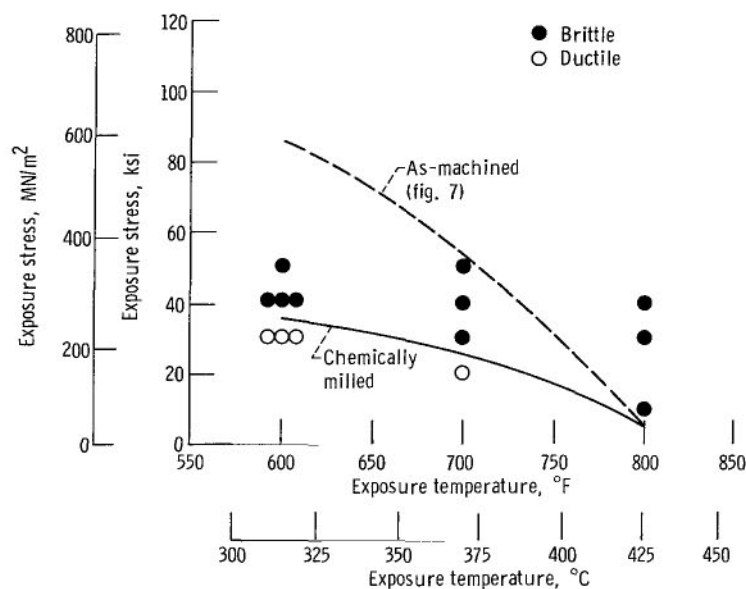 Brittle
Ductile
As-machined
(fig. 7)
Chemically
milled
Exposure stress, MN/m²
800
600
400
200
0
Exposure stress, ksi
120
100
80
60
40
20
0
550
600
650
700
750
800
850
Exposure temperature, °F
300
325
350
375
400
425
450
Exposure temperature, °C